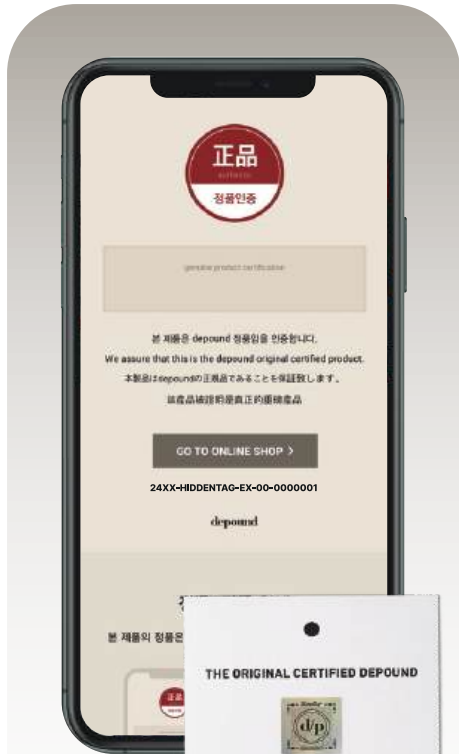 正品
authentic
정품인증
genuine product certification
본 제품은 depound 정품임을 인증합니다.
We assure that this is the depound original certified product.
本製品はdepoundの正規品であることを保証致します。
GO TO ONLINE SHOP >
24XX-HIDDENTAG-EX-00-0000001
depound
본 제품의 정품은
正品
THE ORIGINAL CERTIFIED DEPOUND
d/p